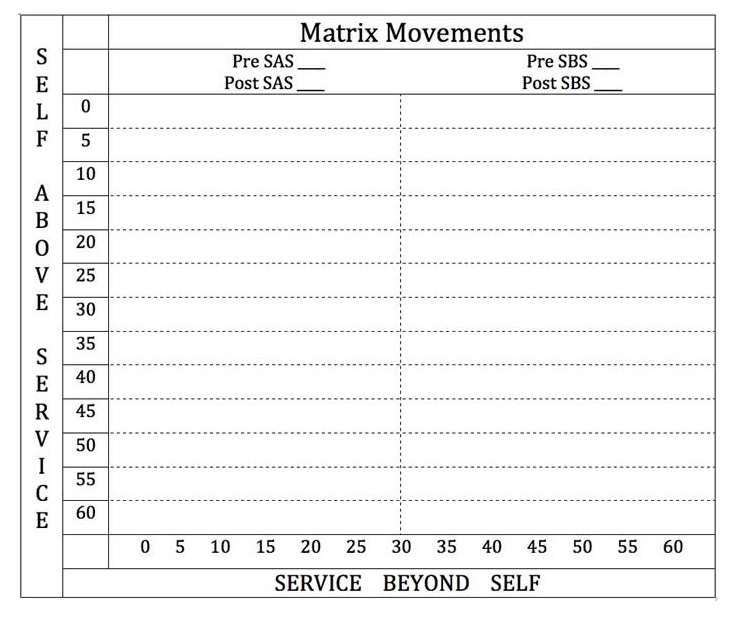 Matrix Movements
Pre SAS ___ Pre SBS ___
Post SAS ___ Post SBS ___
SELF ABOVE SERVICE
0
5
10
15
20
25
30
35
40
45
50
55
60
0 5 10 15 20 25 30 35 40 45 50 55 60
SERVICE BEYOND SELF